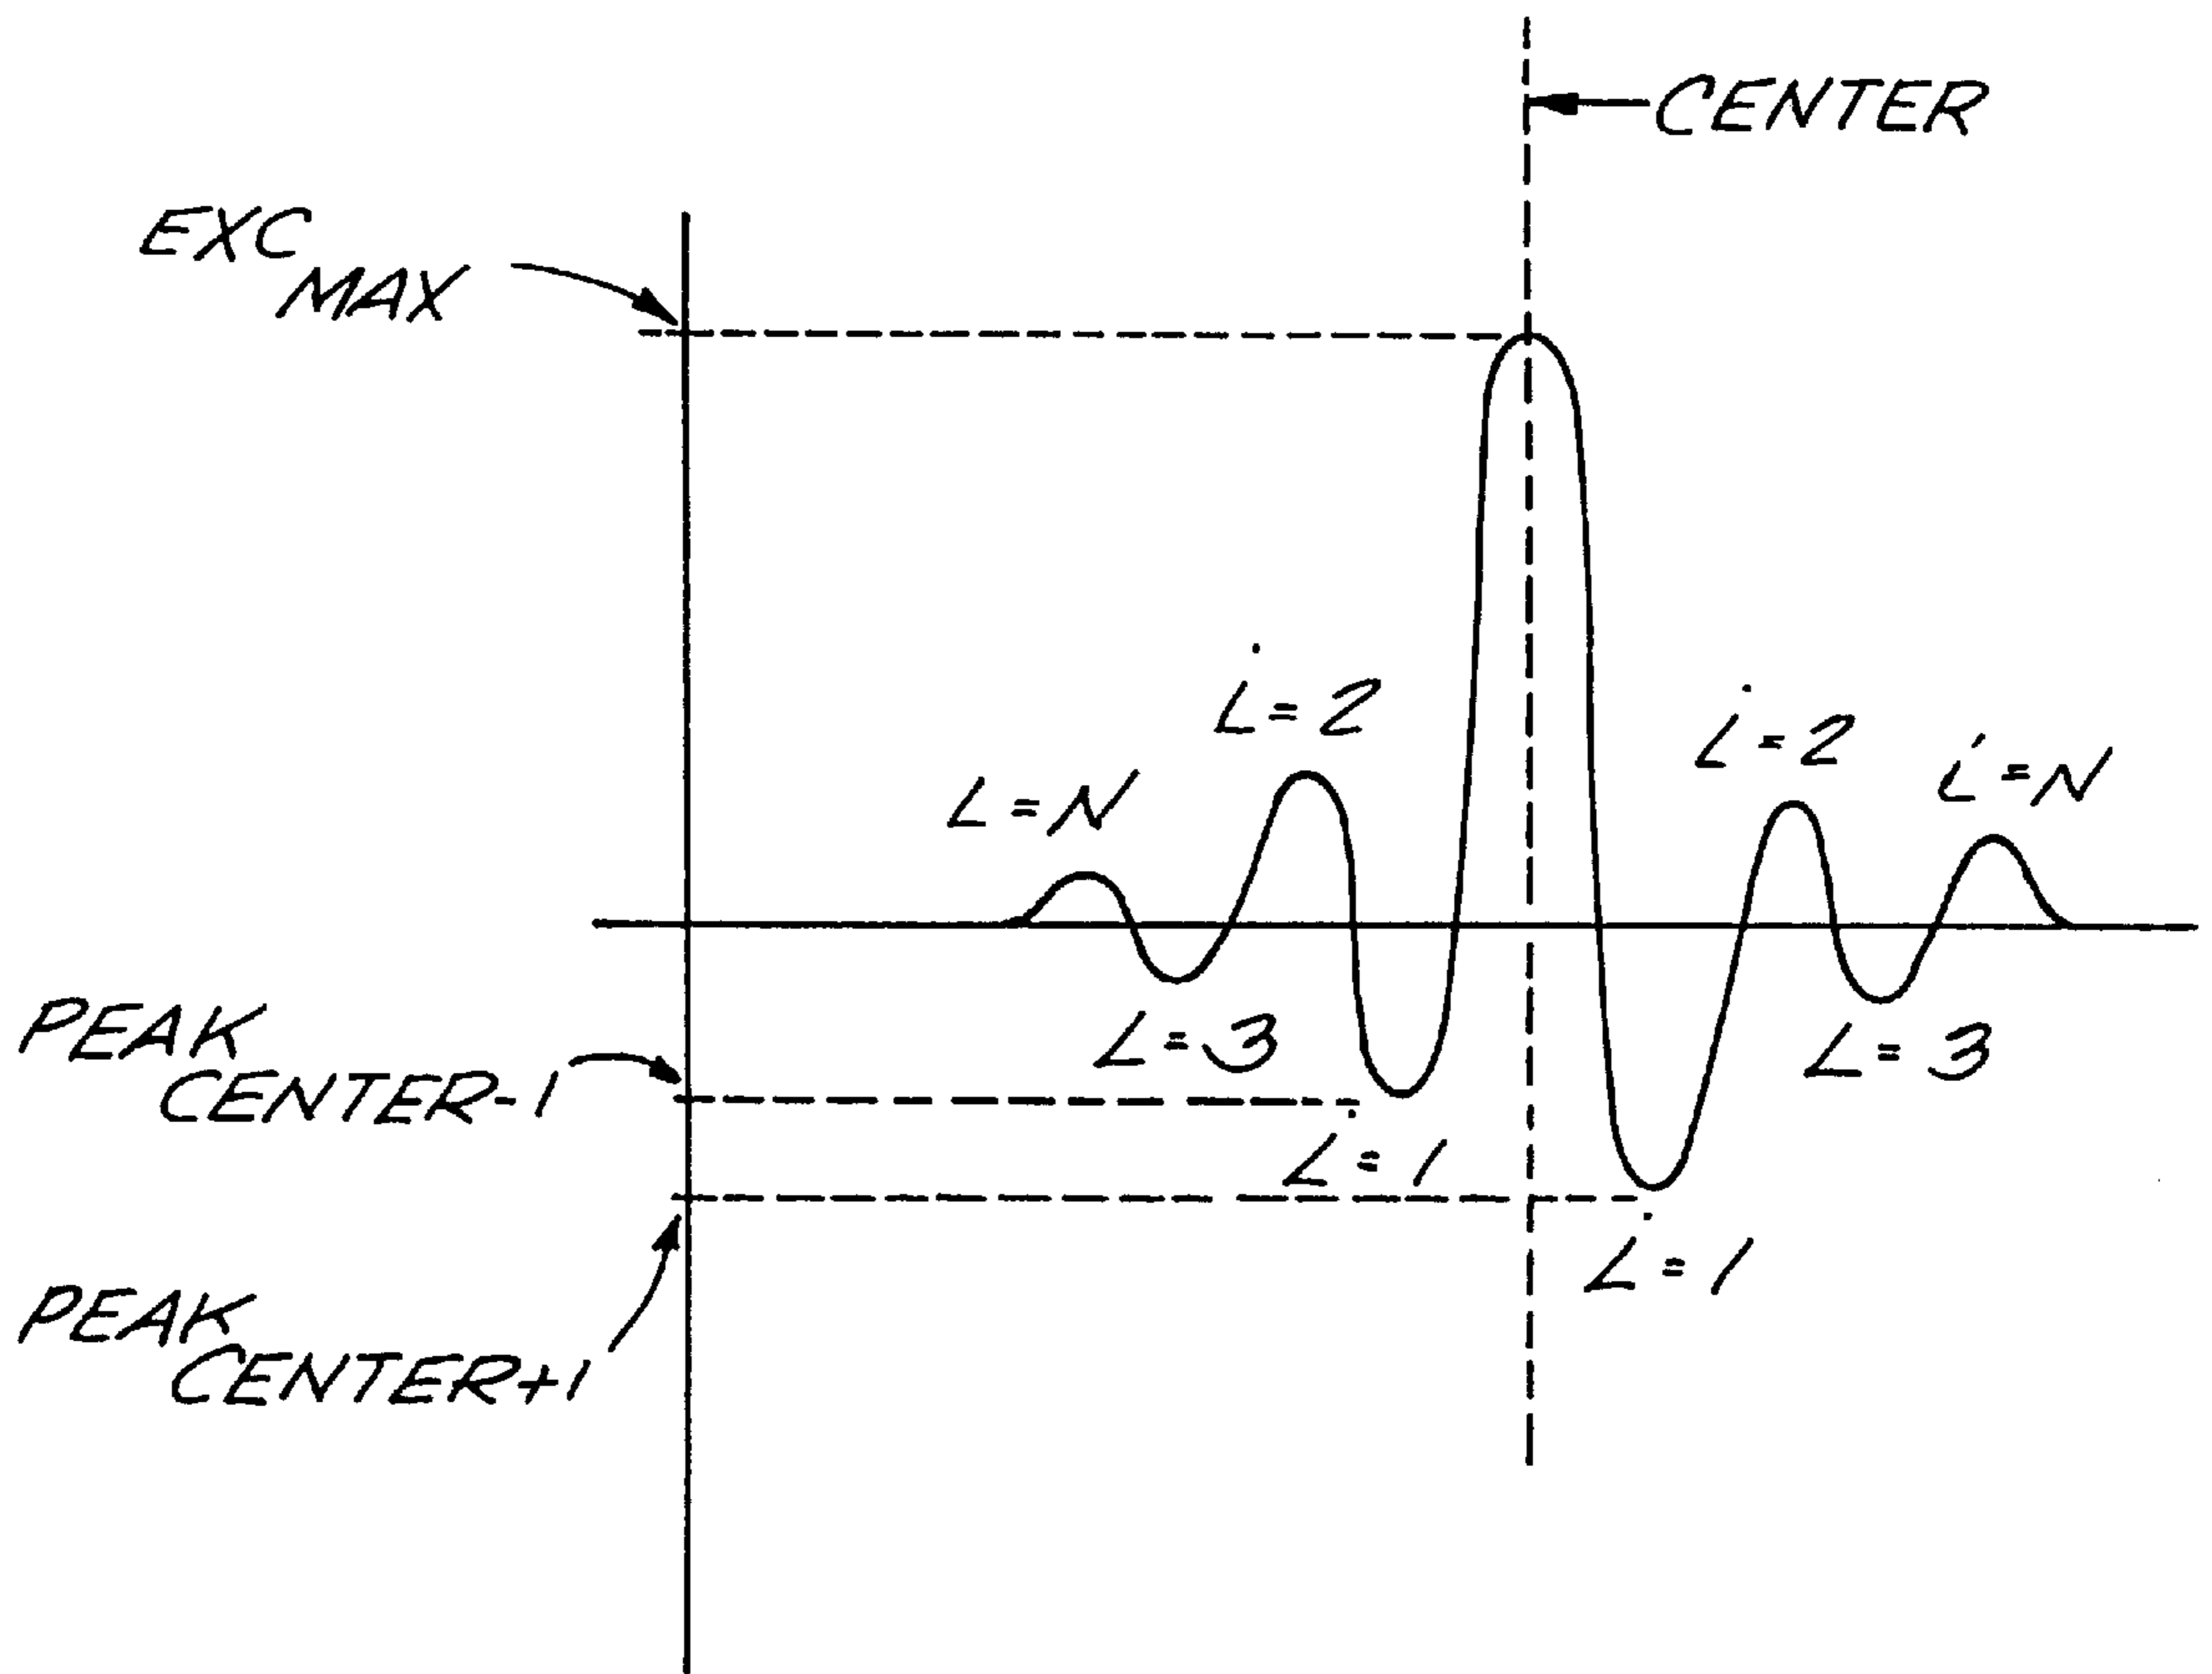 CENTER
EXC
MAX
i=2
i=2
i=N
i=N
PEAK
CENTER-1
i=3
i=3
i=1
i=1
PEAK
CENTER+1